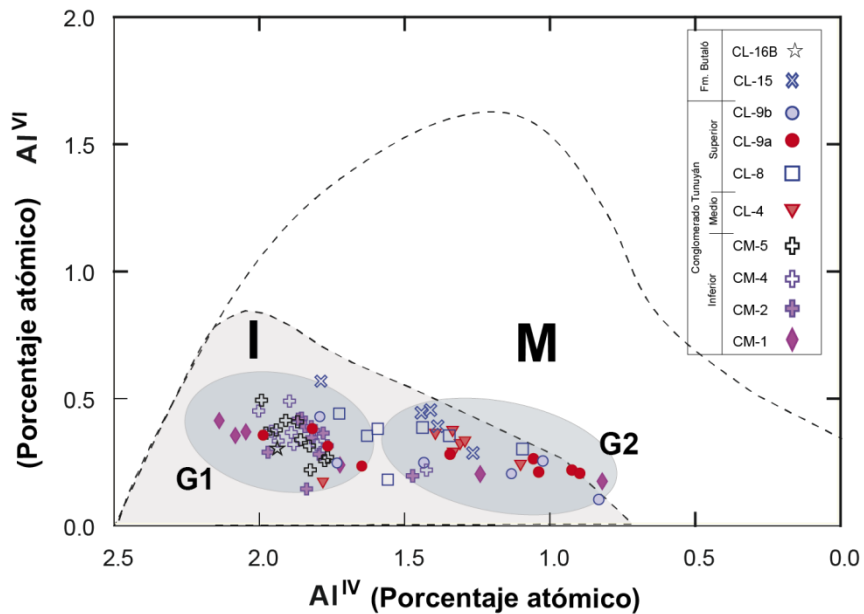 2.0
1.5
1.0
0.5
0.0
Al VI
(Porcentaje atómico)
2.5
2.0
1.5
1.0
0.5
0.0
Al IV (Porcentaje atómico)
I
M
G1
G2
Fm. Butaló
Conglomerado Tunuyán
Superior
Medio
Inferior
CL-16B
CL-15
CL-9b
CL-9a
CL-8
CL-4
CM-5
CM-4
CM-2
CM-1